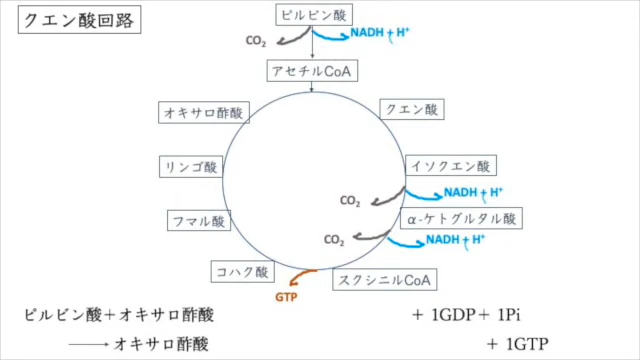 クエン酸回路
ピルビン酸
CO2
NADH + H+
アセチルCoA
オキサロ酢酸
クエン酸
リンゴ酸
イソクエン酸
CO2
NADH + H+
フマル酸
α-ケトグルタル酸
CO2
NADH + H+
コハク酸
スクシニルCoA
GTP
ピルビン酸+オキサロ酢酸 + 1GDP+ 1Pi
→オキサロ酢酸 + 1GTP